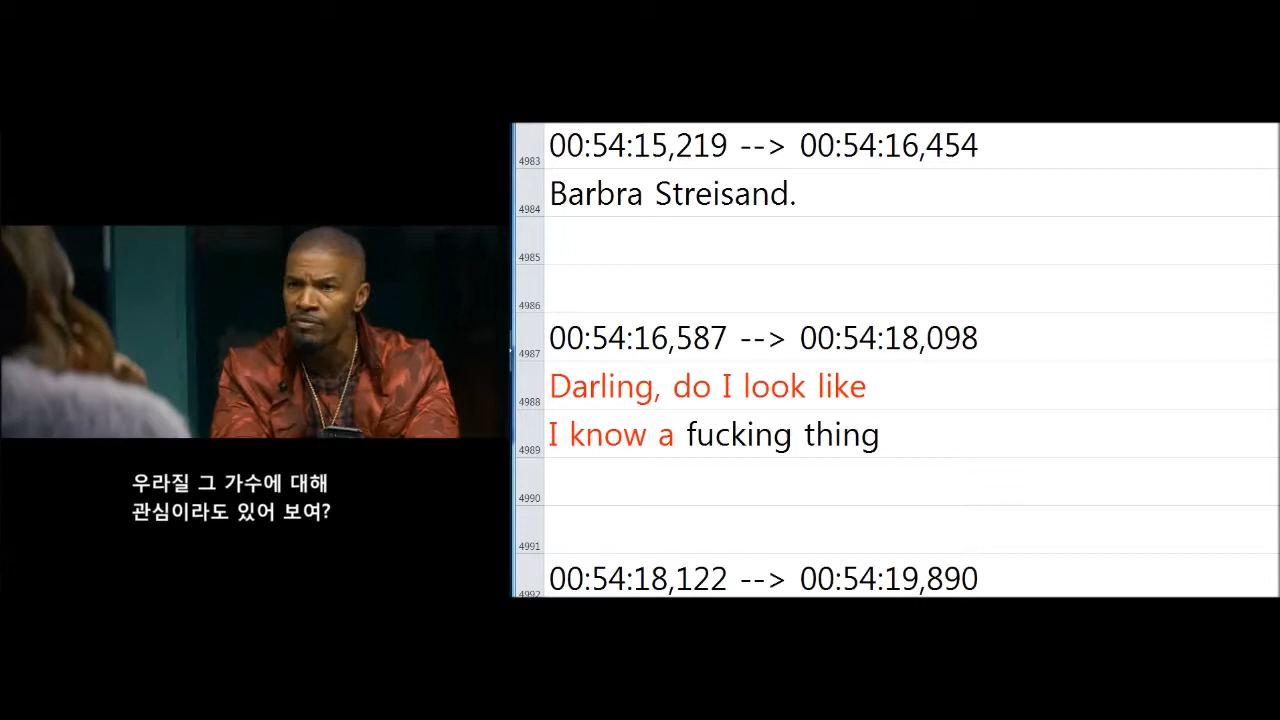 우라질 그 가수에 대해
관심이라도 있어 보여?
4983 00:54:15,219 --> 00:54:16,454
4984 Barbra Streisand.
4985
4986
4987 00:54:16,587 --> 00:54:18,098
4988 Darling, do I look like
4989 I know a fucking thing
4990
4991
4992 00:54:18,122 --> 00:54:19,890